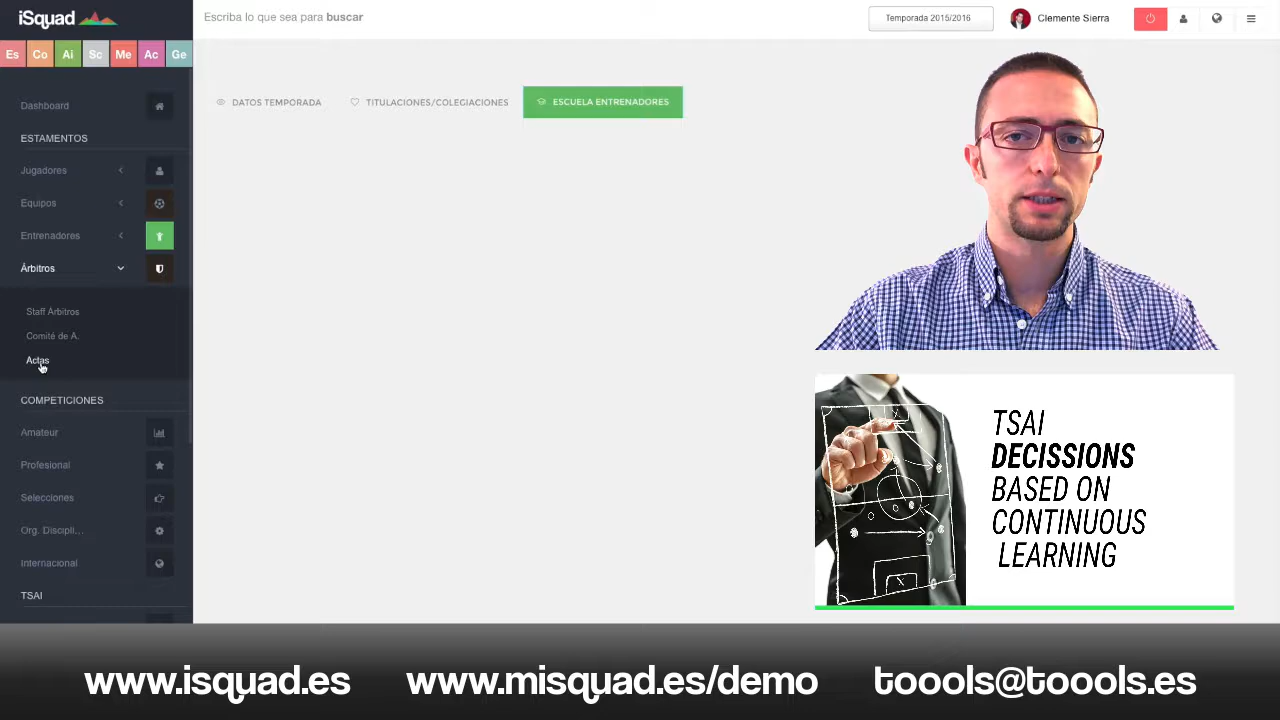 iSquad
Escriba lo que sea para buscar
Temporada 2015/2016
Clemente Sierra
Es Co Ai Sc Me Ac Ge
Dashboard
ESTAMENTOS
Jugadores
Equipos
Entrenadores
Árbitros
Staff Árbitros
Comité de A.
Actas
COMPETICIONES
Amateur
Profesional
Selecciones
Org. Discipli...
Internacional
TSAI
DATOS TEMPORADA
TITULACIONES/COLEGIACIONES
ESCUELA ENTRENADORES
TSAI
DECISSIONS
BASED ON
CONTINUOUS
LEARNING
www.isquad.es
www.misquad.es/demo
toools@toools.es